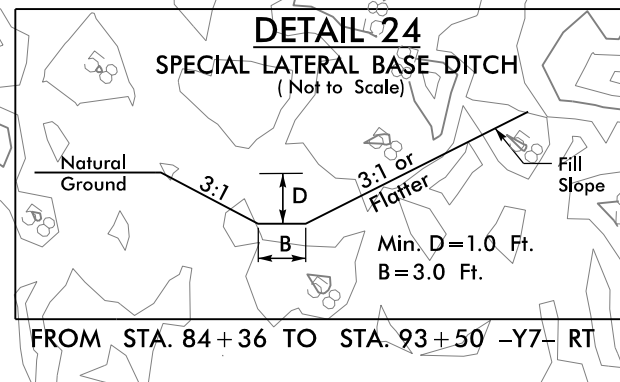 DETAIL 24
SPECIAL LATERAL BASE DITCH
( Not to Scale)
Natural
Ground
3:1
D
3:1 or
Flatter
Fill
Slope
B
Min. D=1.0 Ft.
B=3.0 Ft.
FROM STA. 84+36 TO STA. 93+50 -Y7- RT